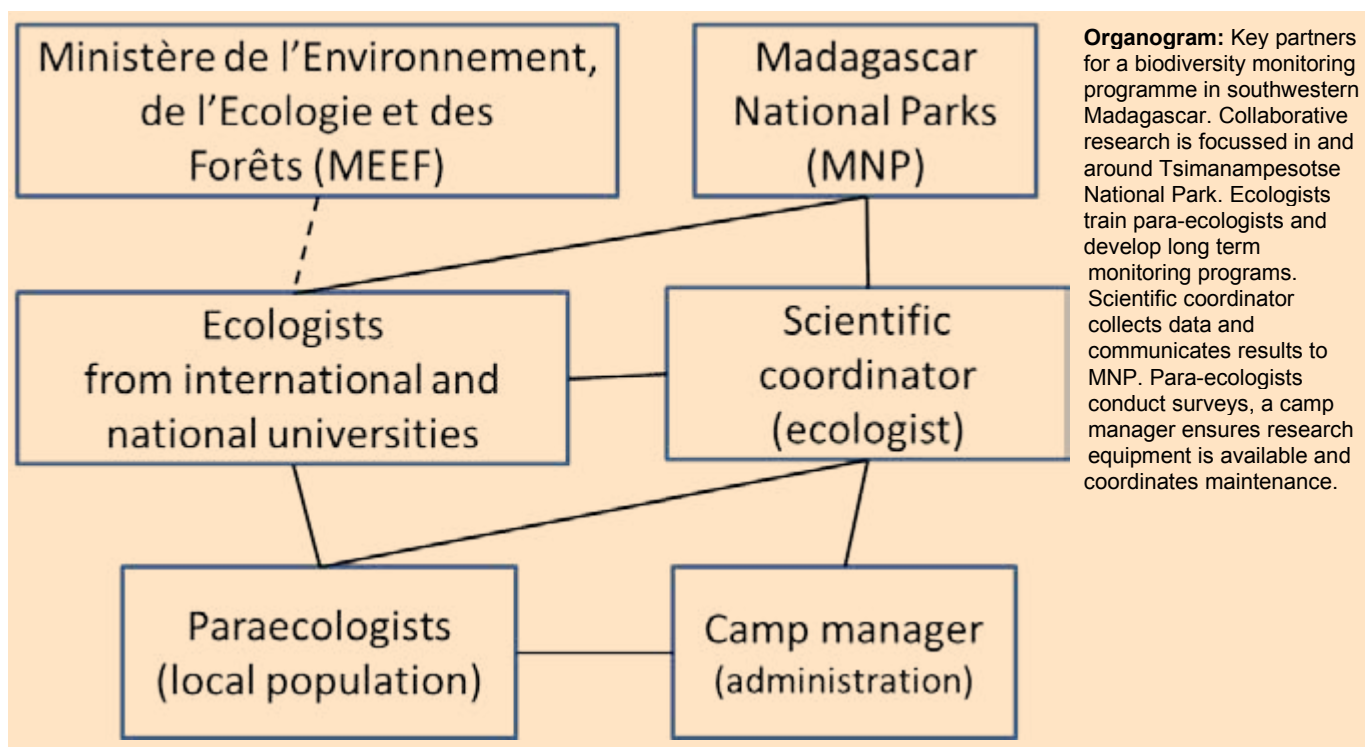 Ministère de l'Environnement,
de l'Ecologie et des
Forêts (MEEF)
Madagascar
National Parks
(MNP)
Ecologists
from international and
national universities
Scientific
coordinator
(ecologist)
Paraecologists
(local population)
Camp manager
(administration)
Organogram: Key partners
for a biodiversity monitoring
programme in southwestern
Madagascar. Collaborative
research is focussed in and
around Tsimanampesotse
National Park. Ecologists
train para-ecologists and
develop long term
monitoring programs.
Scientific coordinator
collects data and
communicates results to
MNP. Para-ecologists
conduct surveys, a camp
manager ensures research
equipment is available and
coordinates maintenance.